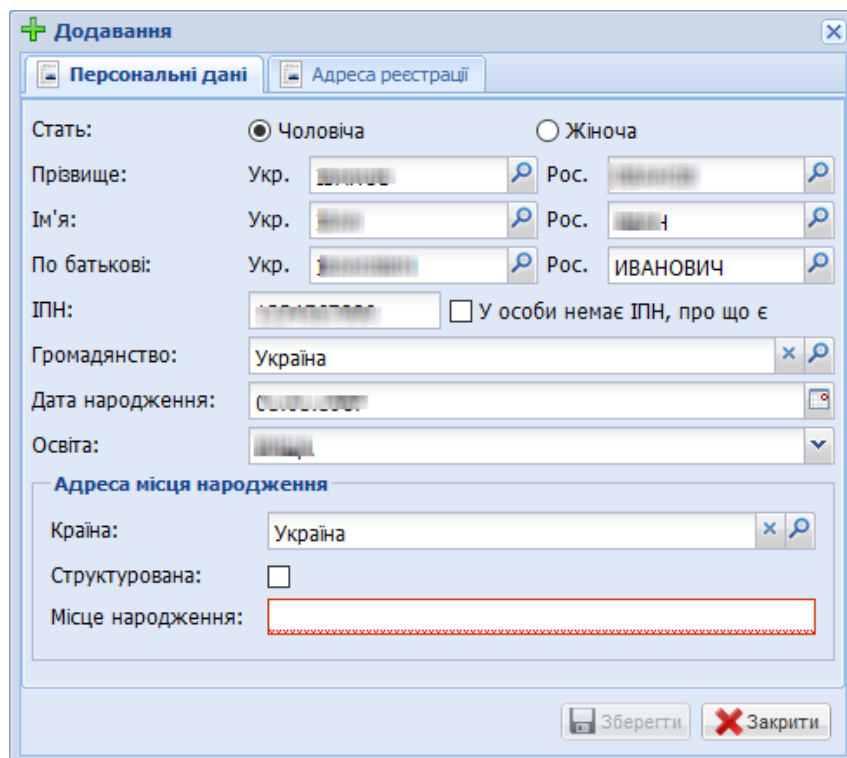 Додавання
Персональні дані Адреса реєстрації
Стать: Чоловіча Жіноча
Прізвище: Укр. Рос.
Ім'я: Укр. Рос.
По батькові: Укр. Рос. ИВАНОВИЧ
ІПН: У особи немає ІПН, про що є
Громадянство: Україна
Дата народження:
Освіта:
Адреса місця народження
Країна: Україна
Структурована:
Місце народження:
Зберегти Закрити